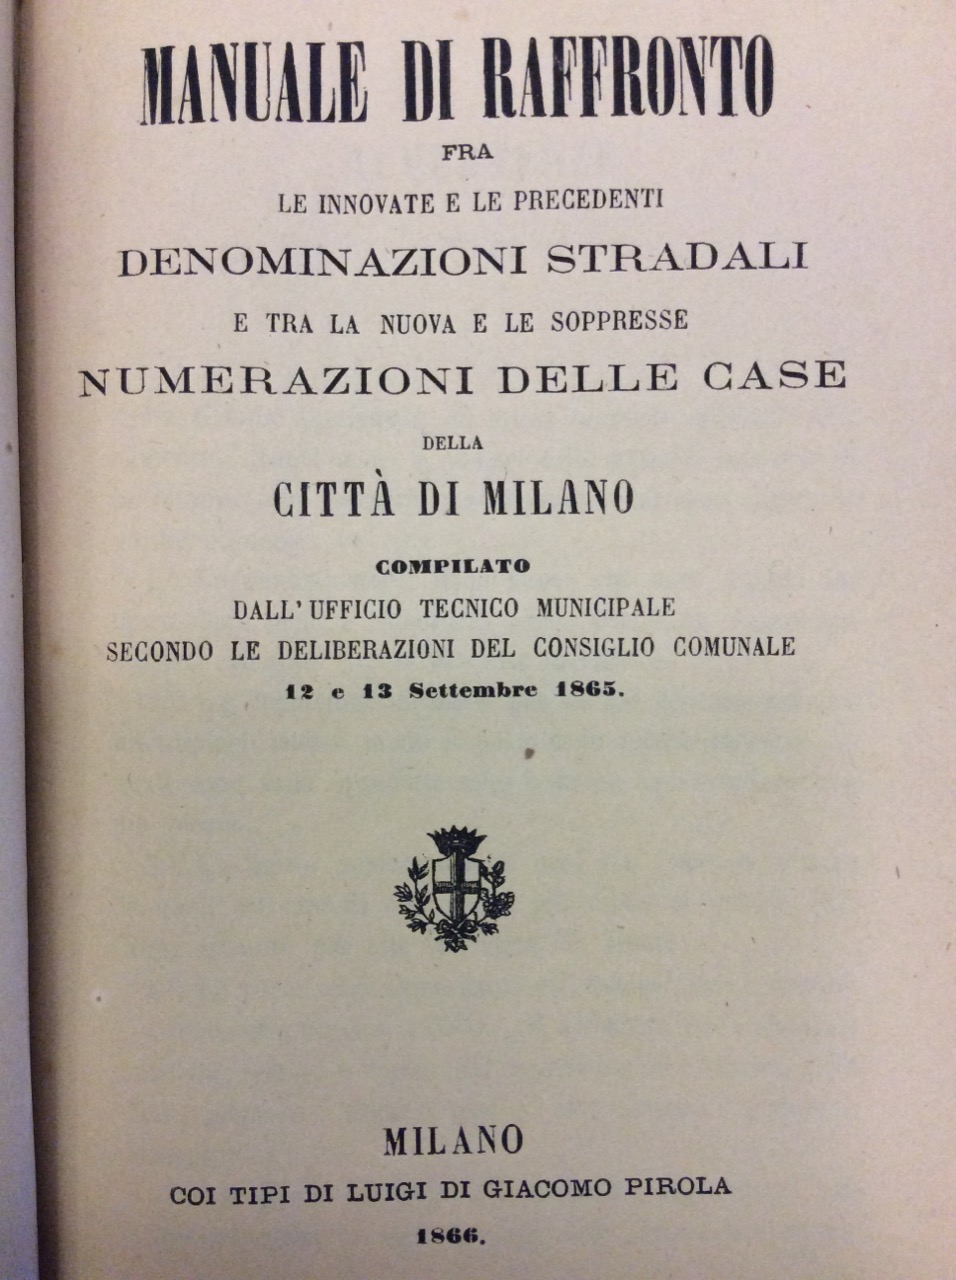 MANUALE DI RAFFRONTO
FRA
LE INNOVATE E LE PRECEDENTI
DENOMINAZIONI STRADALI
E TRA LA NUOVA E LE SOPPRESSE
NUMERAZIONI DELLE CASE
DELLA
CITTÀ DI MILANO
COMPILATO
DALL' UFFICIO TECNICO MUNICIPALE
SECONDO LE DELIBERAZIONI DEL CONSIGLIO COMUNALE
12 e 13 Settembre 1865.
MILANO
COI TIPI DI LUIGI DI GIACOMO PIROLA
1866.